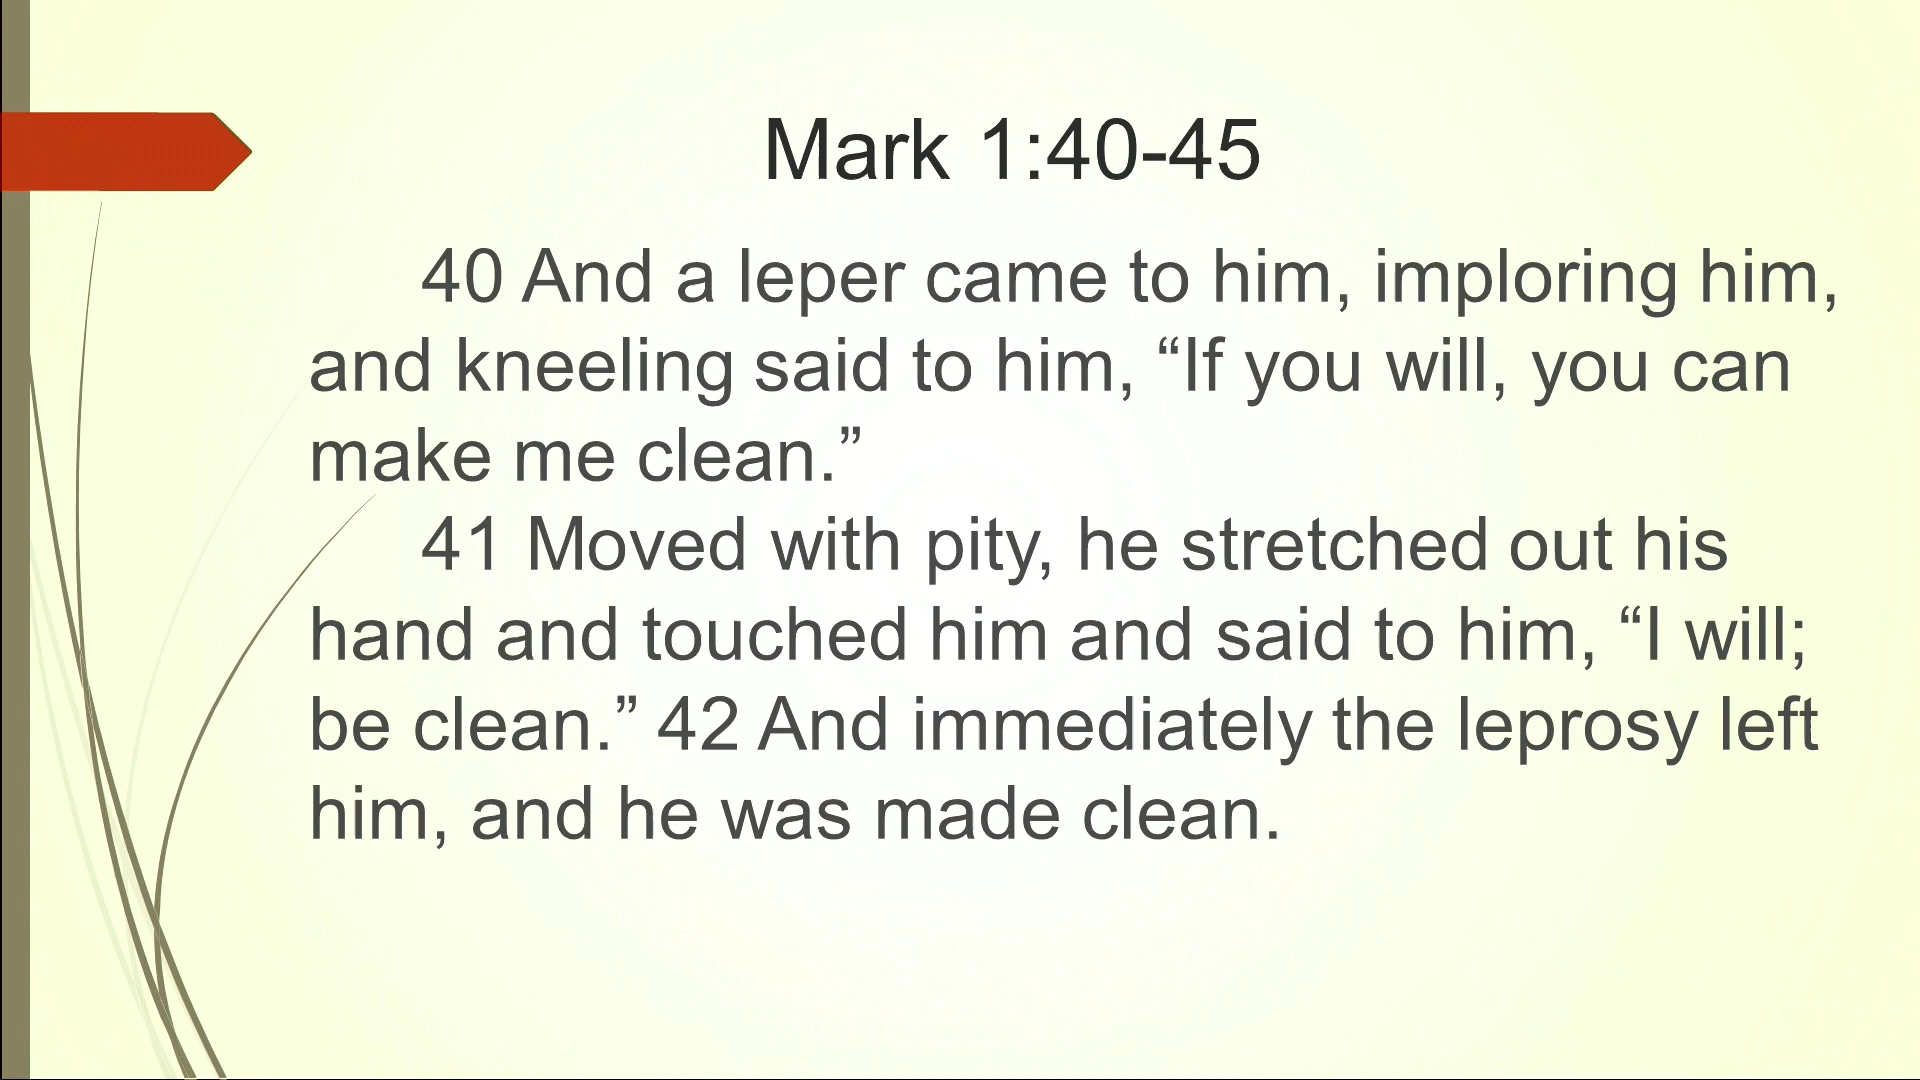 Mark 1:40-45
40 And a leper came to him, imploring him,
and kneeling said to him, “If you will, you can
make me clean.”
41 Moved with pity, he stretched out his
hand and touched him and said to him, “I will;
be clean.” 42 And immediately the leprosy left
him, and he was made clean.